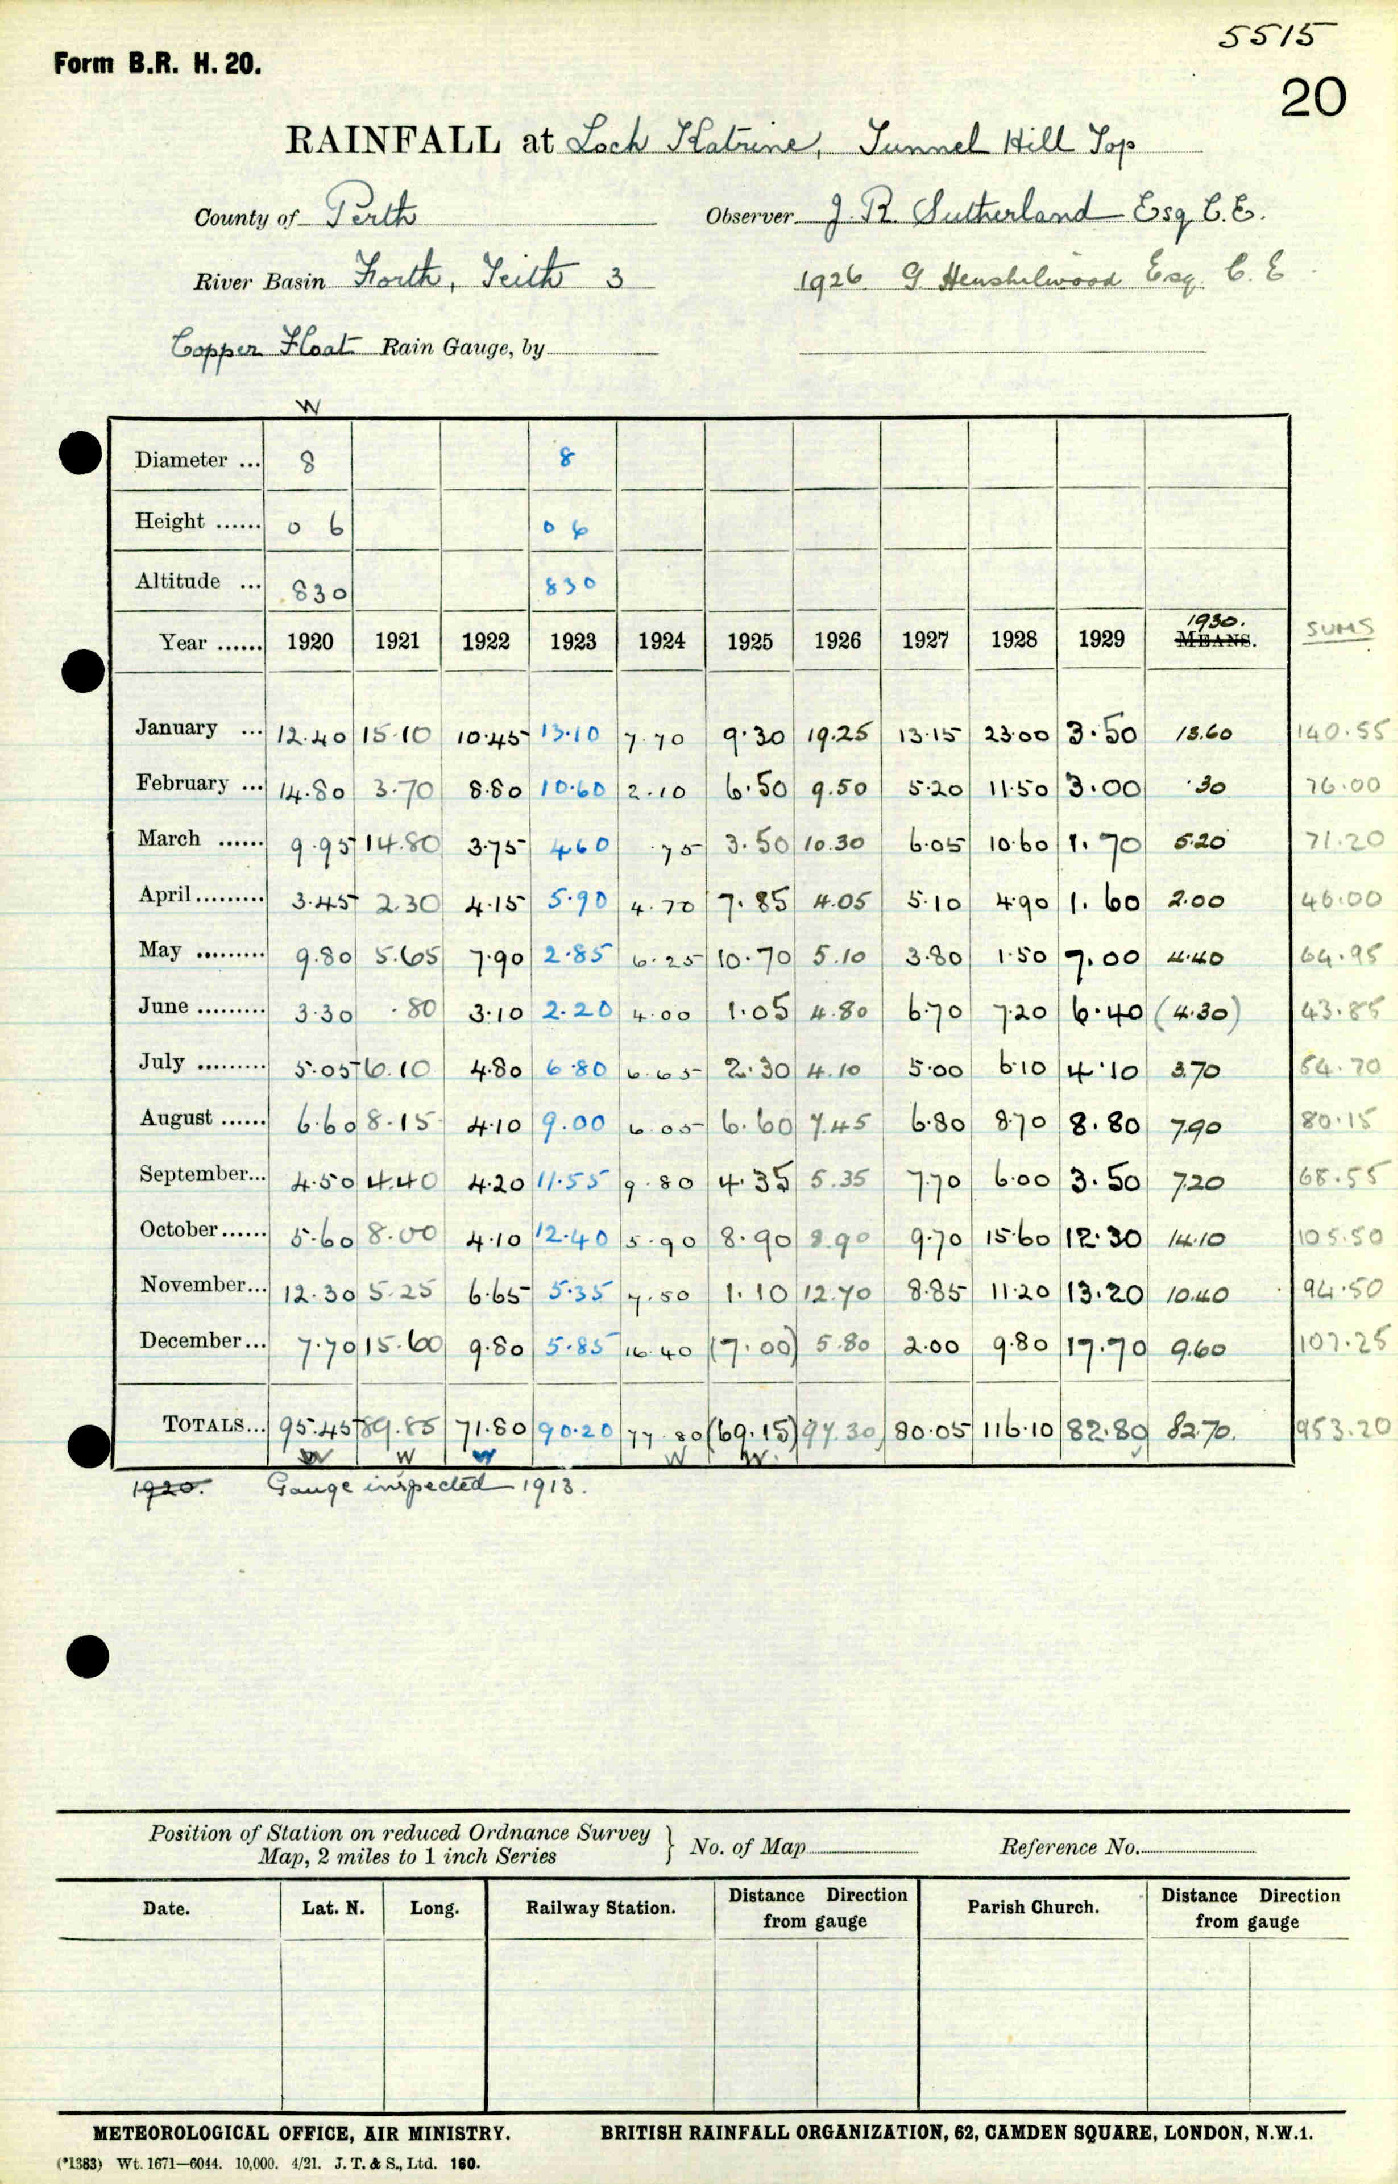 5515
Form B.R. H. 20.
20
RAINFALL at Loch Katrine, Tunnel Hill Top
County of Perth Observer J. R. Sutherland Esq C.E.
River Basin Forth, Teith 3 1926 G Henshilwood Esq. C. E
Copper Float Rain Gauge, by
W
Diameter ... 8 8
Height ...... 0 6 0 6
Altitude ... 830 830
Year ...... 1920 1921 1922 1923 1924 1925 1926 1927 1928 1929 1930. MEANS. SUMS
January ... 12.40 15.10 10.45 13.10 7.70 9.30 19.25 13.15 23.00 3.50 13.60 140.55
February ... 14.80 3.70 8.80 10.60 2.10 6.50 9.50 5.20 11.50 3.00 .30 76.00
March ...... 9.95 14.80 3.75 4.60 .75 3.50 10.30 6.05 10.60 1.70 5.20 71.20
April......... 3.45 2.30 4.15 5.90 4.70 7.85 4.05 5.10 4.90 1.60 2.00 46.00
May ......... 9.80 5.65 7.90 2.85 6.25 10.70 5.10 3.80 1.50 7.00 4.40 64.95
June ......... 3.30 .80 3.10 2.20 4.00 1.05 4.80 6.70 7.20 6.40 (4.30) 43.85
July ......... 5.05 6.10 4.80 6.80 6.65 2.30 4.10 5.00 6.10 4.10 3.70 54.70
August ...... 6.60 8.15 4.10 9.00 6.05 6.60 7.45 6.80 8.70 8.80 7.90 80.15
September... 4.50 4.40 4.20 11.55 9.80 4.35 5.35 7.70 6.00 3.50 7.20 68.55
October...... 5.60 8.00 4.10 12.40 5.90 8.90 8.90 9.70 15.60 12.30 14.10 105.50
November... 12.30 5.25 6.65 5.35 7.50 1.10 12.70 8.85 11.20 13.20 10.40 94.50
December... 7.70 15.60 9.80 5.85 16.40 (7.00) 5.80 2.00 9.80 17.70 9.60 107.25
TOTALS... 95.45 89.85 71.80 90.20 77.80 (69.15) 97.30 80.05 116.10 82.80 82.70. 953.20
W W W W W.
1920. Gauge inspected 1913.
Position of Station on reduced Ordnance Survey
Map, 2 miles to 1 inch Series } No. of Map Reference No.
Date. Lat. N. Long. Railway Station. Distance Direction from gauge Parish Church. Distance Direction from gauge
METEOROLOGICAL OFFICE, AIR MINISTRY. BRITISH RAINFALL ORGANIZATION, 62, CAMDEN SQUARE, LONDON, N.W.1.
(*1383) Wt. 1671—6044. 10,000. 4/21. J. T. & S., Ltd. 160.